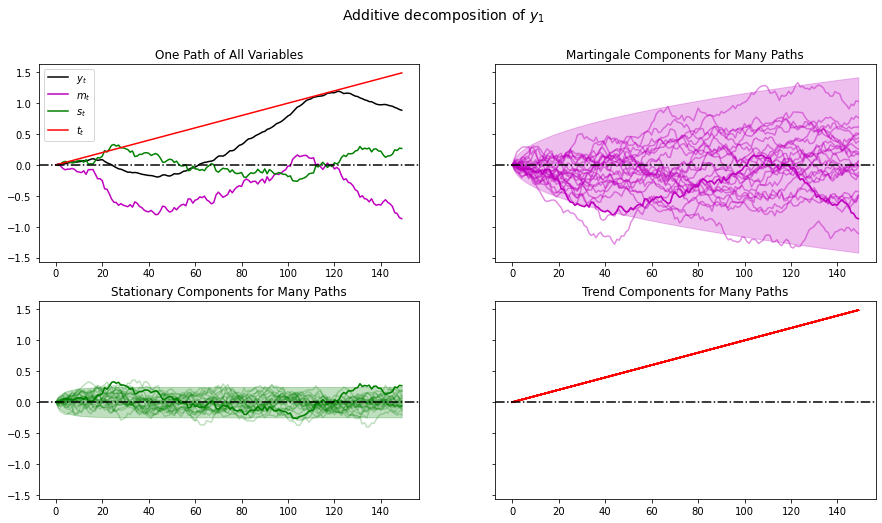 Additive decomposition of y₁
One Path of All Variables
1.5
1.0
0.5
0.0
−0.5
−1.0
−1.5
yₜ
mₜ
sₜ
tₜ
0 20 40 60 80 100 120 140
Martingale Components for Many Paths
0 20 40 60 80 100 120 140
Stationary Components for Many Paths
1.5
1.0
0.5
0.0
−0.5
−1.0
−1.5
0 20 40 60 80 100 120 140
Trend Components for Many Paths
0 20 40 60 80 100 120 140